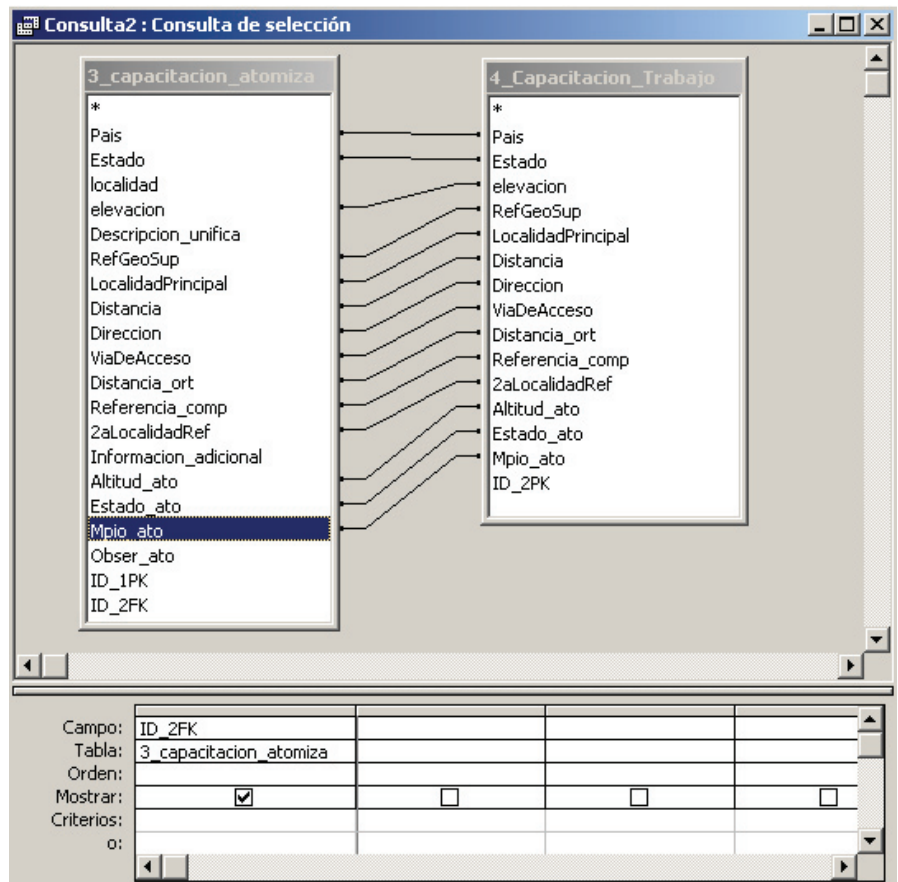 Consulta2 : Consulta de selección
3_capacitacion_atomiza
*
Pais
Estado
localidad
elevacion
Descripcion_unifica
RefGeoSup
LocalidadPrincipal
Distancia
Direccion
ViaDeAcceso
Distancia_ort
Referencia_comp
2aLocalidadRef
Informacion_adicional
Altitud_ato
Estado_ato
Mpio_ato
Obser_ato
ID_1PK
ID_2FK
4_Capacitacion_Trabajo
*
Pais
Estado
elevacion
RefGeoSup
LocalidadPrincipal
Distancia
Direccion
ViaDeAcceso
Distancia_ort
Referencia_comp
2aLocalidadRef
Altitud_ato
Estado_ato
Mpio_ato
ID_2PK
Campo: ID_2FK
Tabla: 3_capacitacion_atomiza
Orden:
Mostrar:
Criterios:
o: